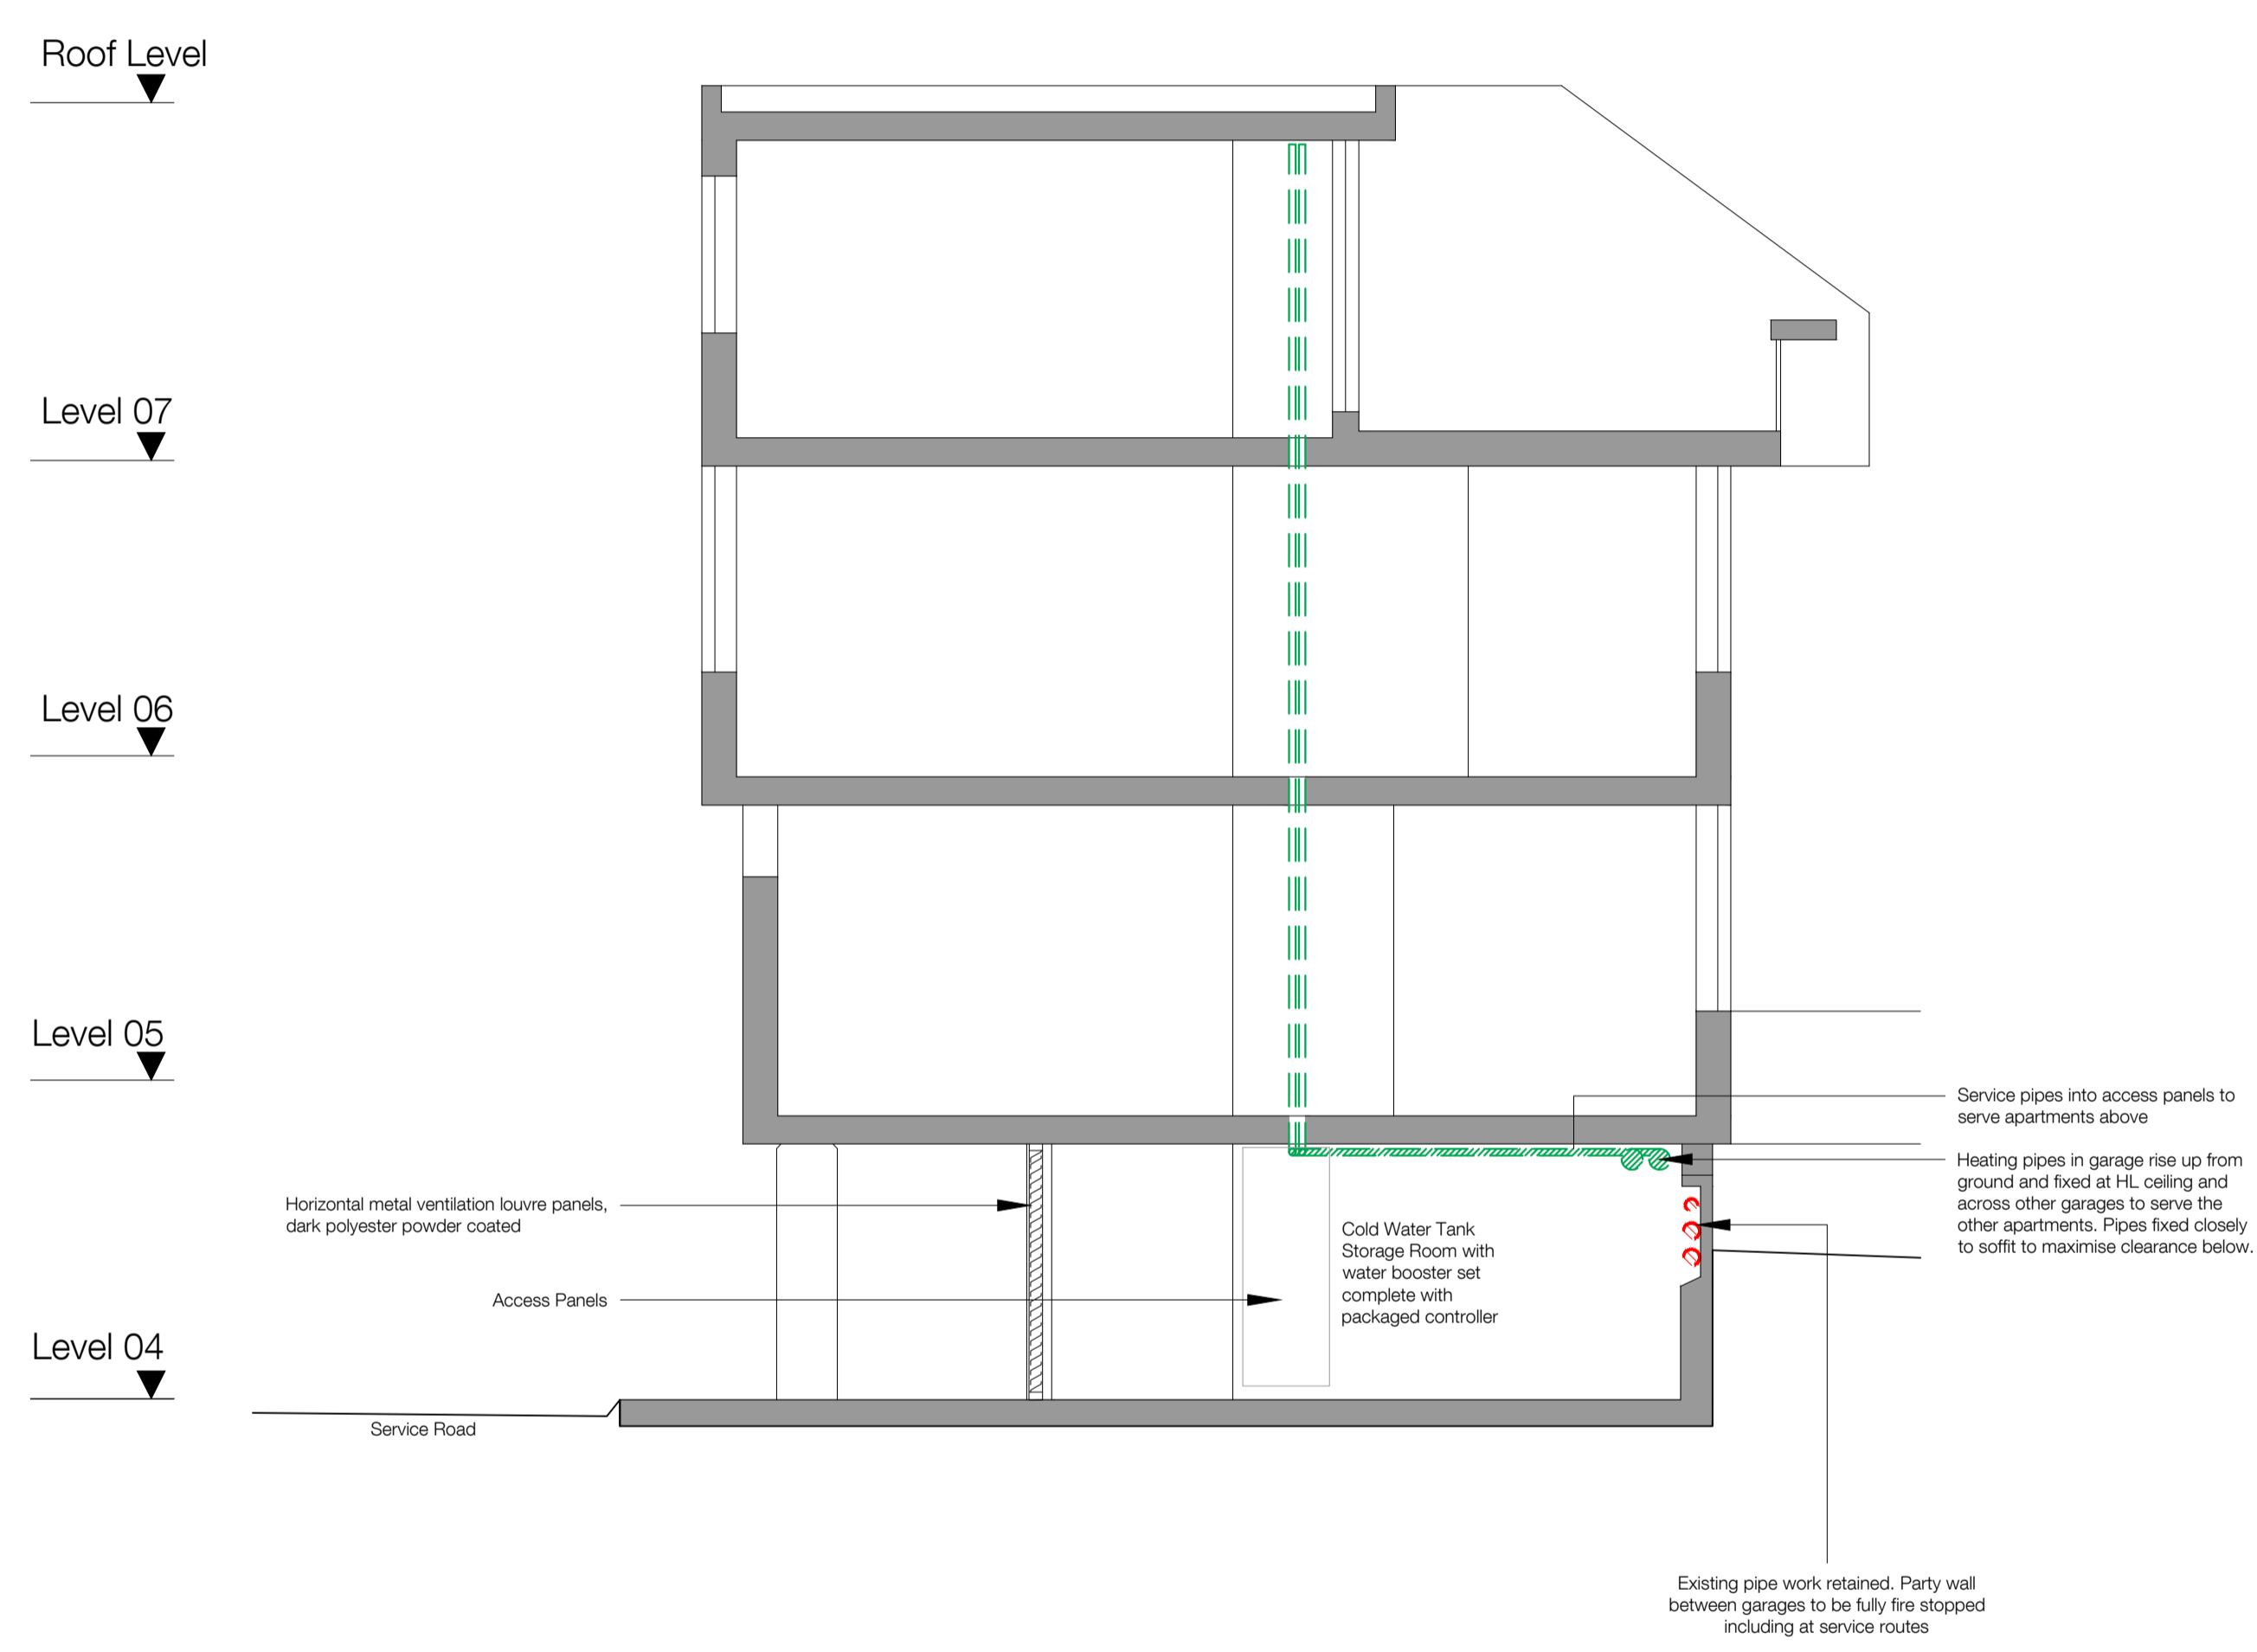 Roof Level
Level 07
Level 06
Level 05
Service pipes into access panels to
serve apartments above
Heating pipes in garage rise up from
ground and fixed at HL ceiling and
across other garages to serve the
other apartments. Pipes fixed closely
to soffit to maximise clearance below.
Horizontal metal ventilation louvre panels,
dark polyester powder coated
Cold Water Tank
Storage Room with
water booster set
complete with
packaged controller
Access Panels
Level 04
Service Road
Existing pipe work retained. Party wall
between garages to be fully fire stopped
including at service routes